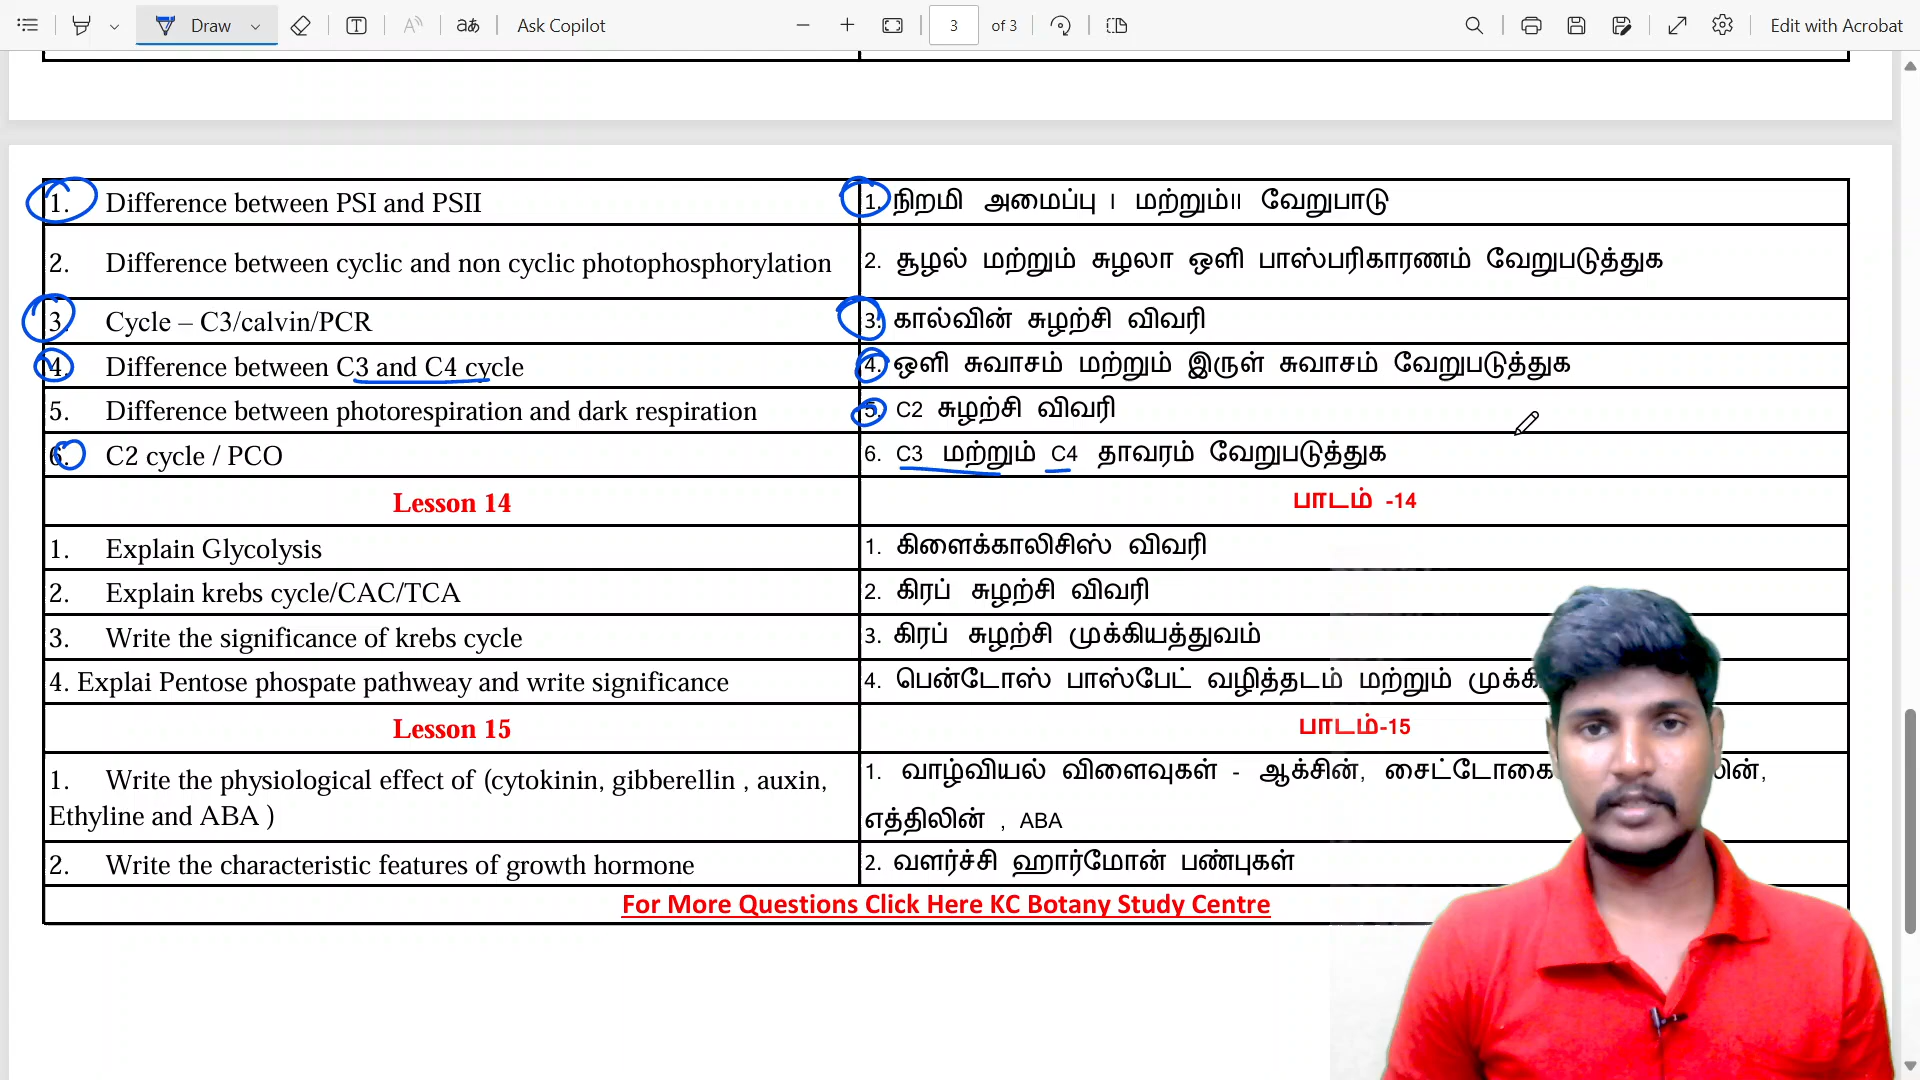 Draw
Ask Copilot
3 of 3
Edit with Acrobat
1. Difference between PSI and PSII
1. நிறமி அமைப்பு I மற்றும்II வேறுபாடு
2. Difference between cyclic and non cyclic photophosphorylation
2. சூழல் மற்றும் சுழலா ஒளி பாஸ்பரிகாரணம் வேறுபடுத்துக
3. Cycle – C3/calvin/PCR
3. கால்வின் சுழற்சி விவரி
4. Difference between C3 and C4 cycle
4. ஒளி சுவாசம் மற்றும் இருள் சுவாசம் வேறுபடுத்துக
5. Difference between photorespiration and dark respiration
5. C2 சுழற்சி விவரி
6. C2 cycle / PCO
6. C3 மற்றும் C4 தாவரம் வேறுபடுத்துக
Lesson 14
பாடம் -14
1. Explain Glycolysis
1. கிளைக்காலிசிஸ் விவரி
2. Explain krebs cycle/CAC/TCA
2. கிரப் சுழற்சி விவரி
3. Write the significance of krebs cycle
3. கிரப் சுழற்சி முக்கியத்துவம்
4. Explai Pentose phospate pathweay and write significance
4. பென்டோஸ் பாஸ்பேட் வழித்தடம் மற்றும்
Lesson 15
பாடம்-15
1. Write the physiological effect of (cytokinin, gibberellin , auxin,
Ethyline and ABA )
1. வாழ்வியல் விளைவுகள் - ஆக்சின்,
எத்திலின் , ABA
2. Write the characteristic features of growth hormone
2. வளர்ச்சி ஹார்மோன் பண்புகள்
For More Questions Click Here KC Botany Study Centre